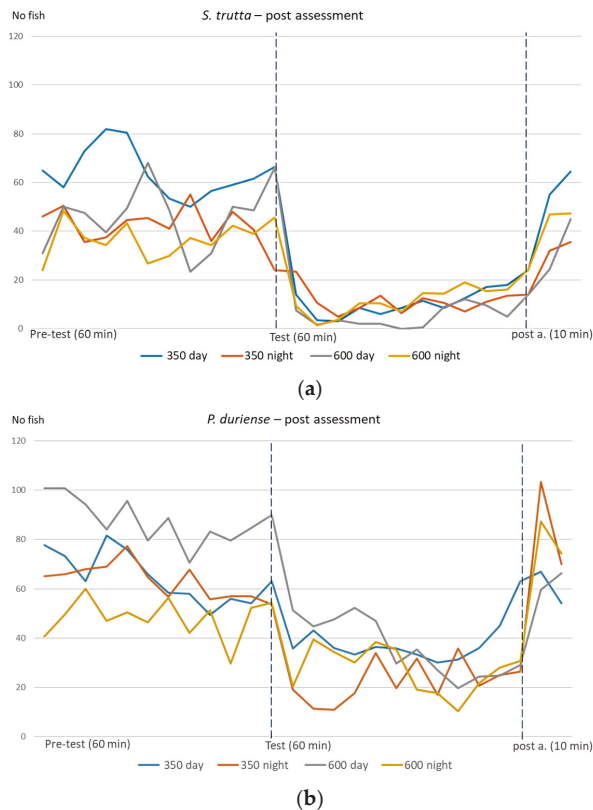 No fish
S. trutta – post assessment
120
100
80
60
40
20
0
Pre-test (60 min)
Test (60 min)
post a. (10 min)
350 day
350 night
600 day
600 night
(a)
No fish
P. duriense – post assessment
120
100
80
60
40
20
0
Pre-test (60 min)
Test (60 min)
post a. (10 min)
350 day
350 night
600 day
600 night
(b)